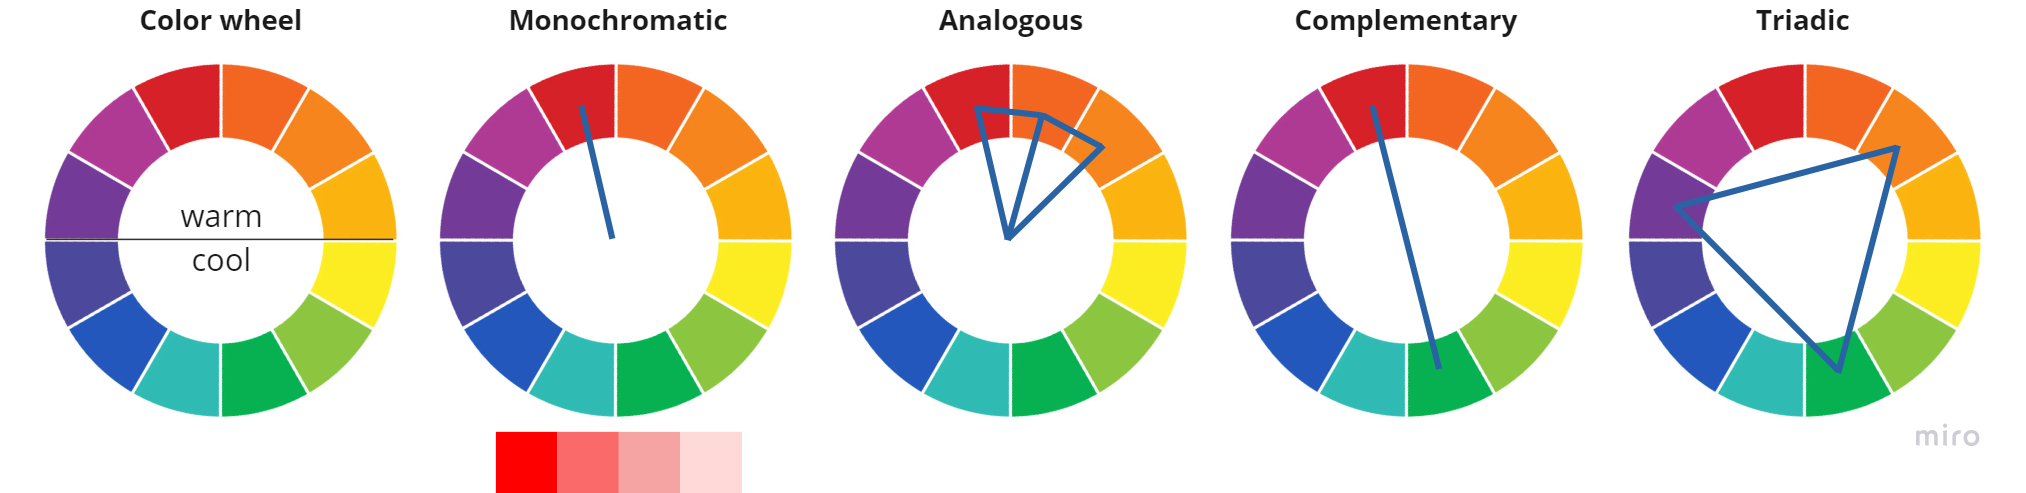 Color wheel
Monochromatic
Analogous
Complementary
Triadic
warm
cool
miro